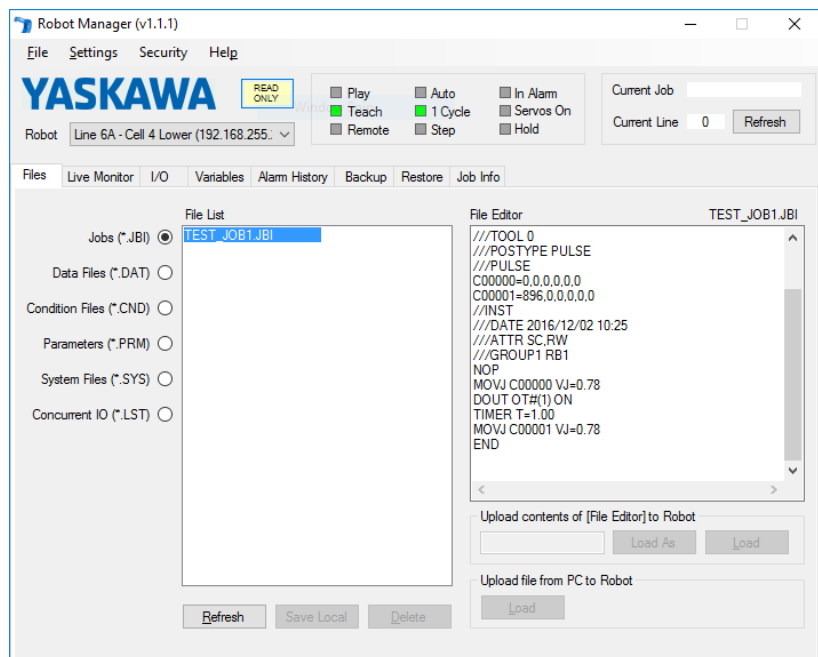 Robot Manager (v1.1.1)
File Settings Security Help
YASKAWA
READ ONLY
Play
Auto
In Alarm
Teach
1 Cycle
Servos On
Remote
Step
Hold
Current Job
Current Line 0 Refresh
Robot Line 6A - Cell 4 Lower (192.168.255.:
Files Live Monitor I/O Variables Alarm History Backup Restore Job Info
File List
TEST_JOB1.JBI
Jobs (*.JBI)
Data Files (*.DAT)
Condition Files (*.CND)
Parameters (*.PRM)
System Files (*.SYS)
Concurrent IO (*.LST)
Refresh Save Local Delete
File Editor TEST_JOB1.JBI
///TOOL 0
///POSTYPE PULSE
///PULSE
C00000=0,0,0,0,0,0
C00001=896,0,0,0,0,0
//INST
///DATE 2016/12/02 10:25
///ATTR SC,RW
///GROUP1 RB1
NOP
MOVJ C00000 VJ=0.78
DOUT OT#(1) ON
TIMER T=1.00
MOVJ C00001 VJ=0.78
END
Upload contents of [File Editor] to Robot
Load As Load
Upload file from PC to Robot
Load